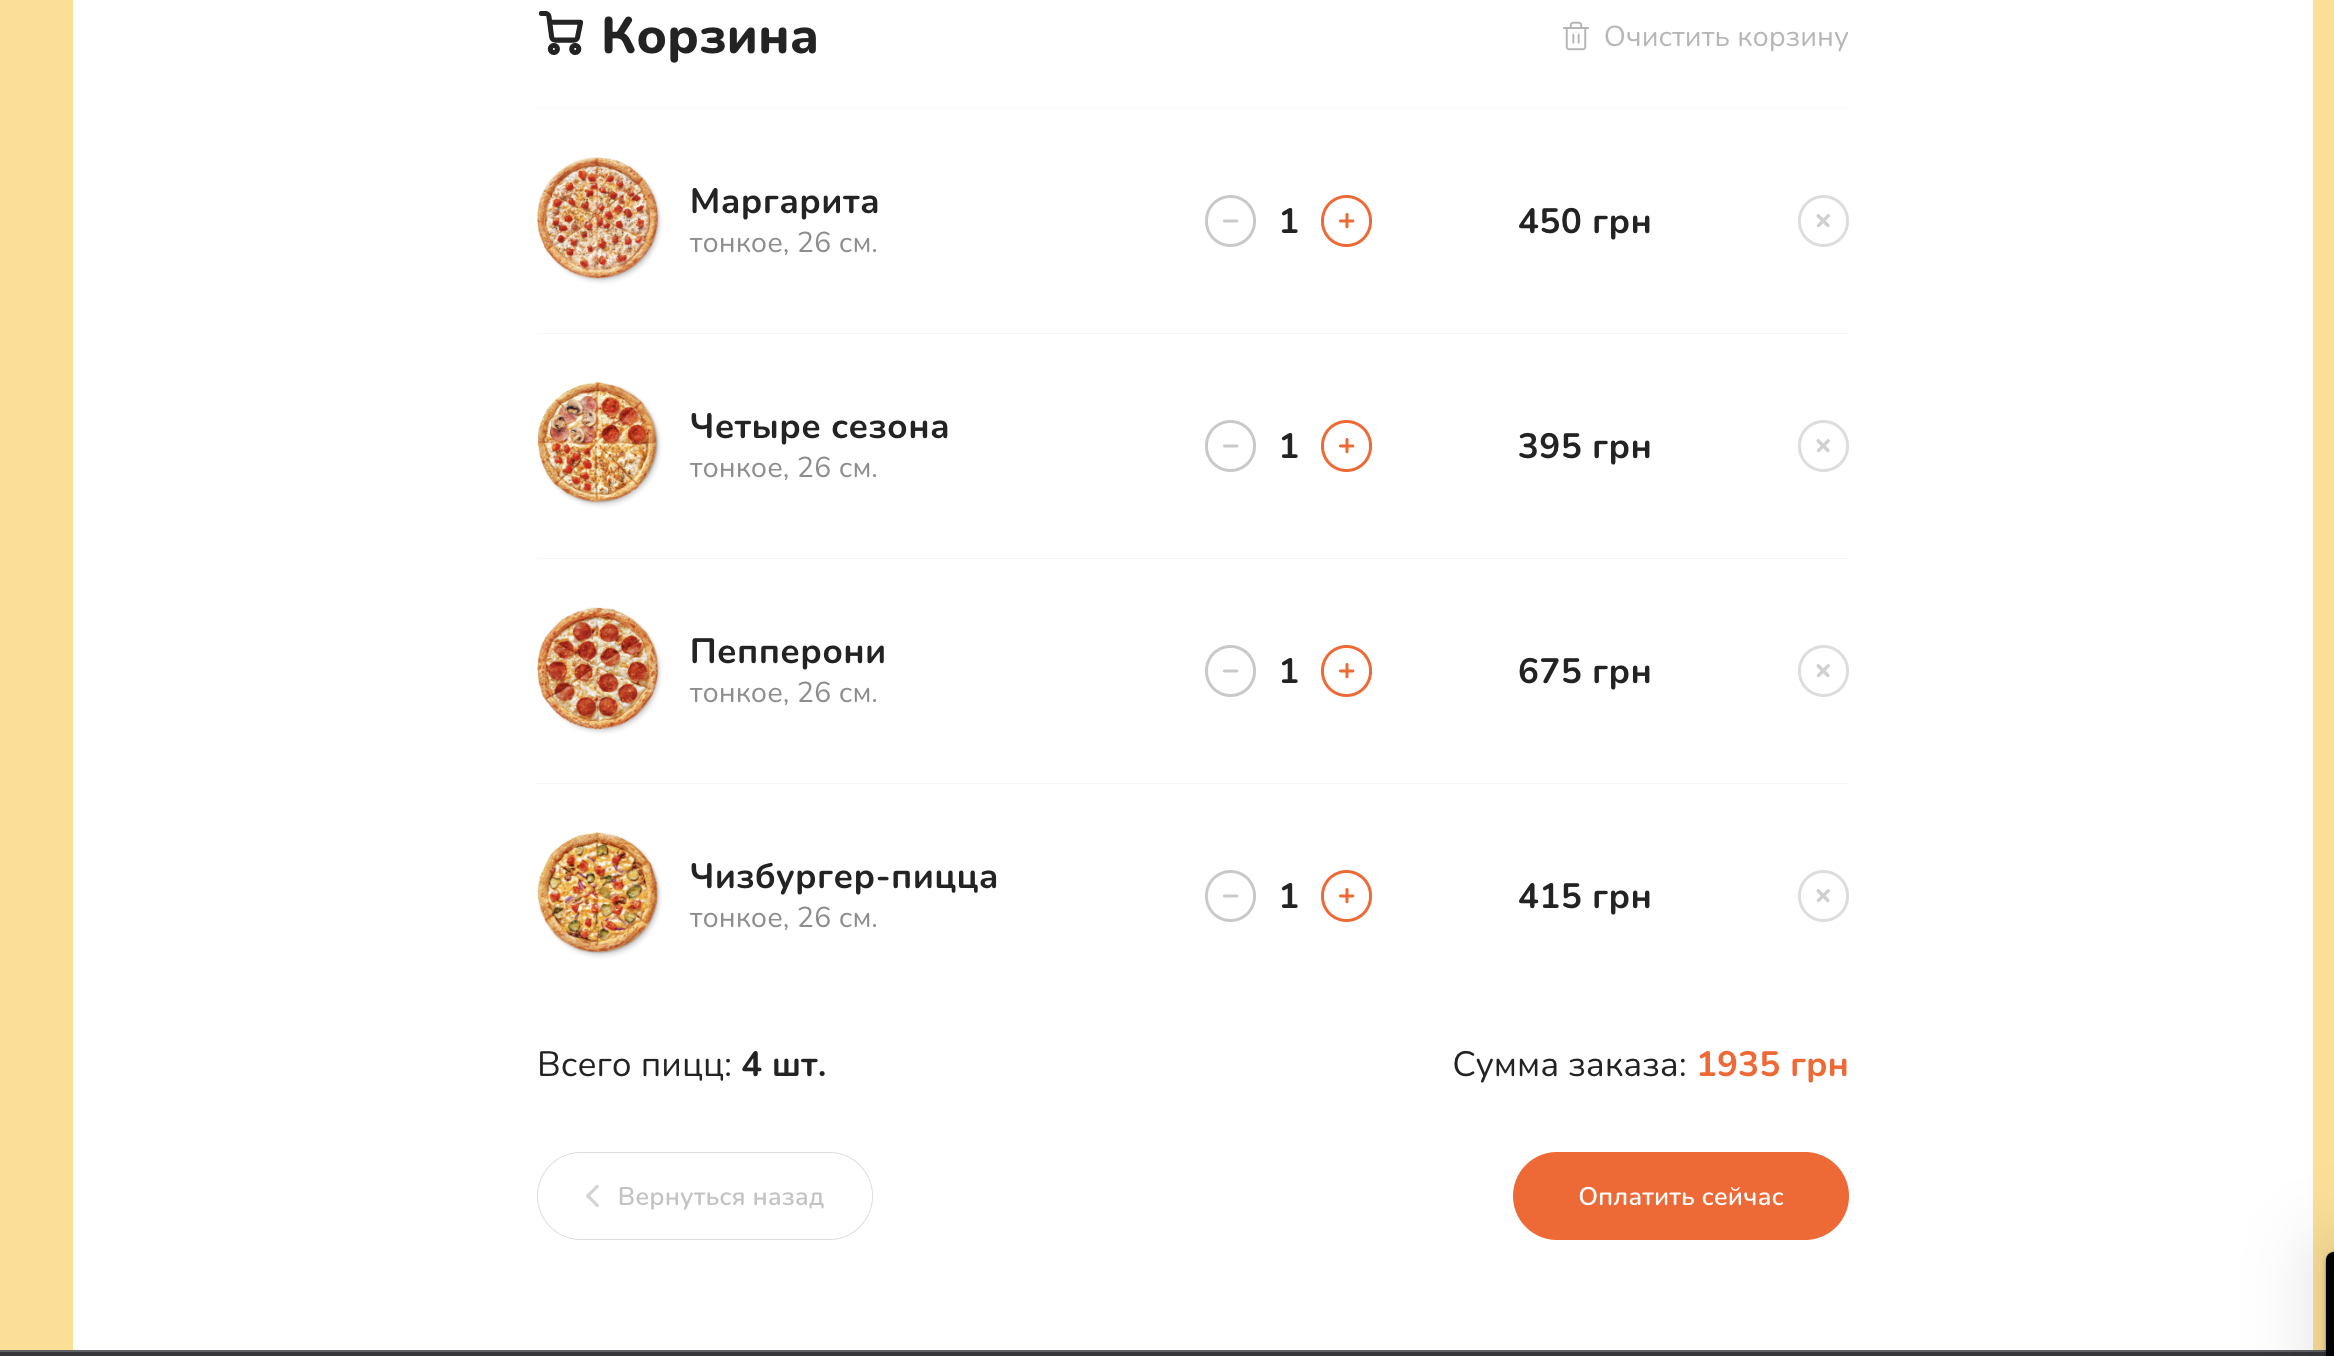 Корзина
Очистить корзину
Маргарита
тонкое, 26 см.
1
450 грн
Четыре сезона
тонкое, 26 см.
1
395 грн
Пепперони
тонкое, 26 см.
1
675 грн
Чизбургер-пицца
тонкое, 26 см.
1
415 грн
Всего пицц: 4 шт.
Сумма заказа: 1935 грн
Вернуться назад
Оплатить сейчас